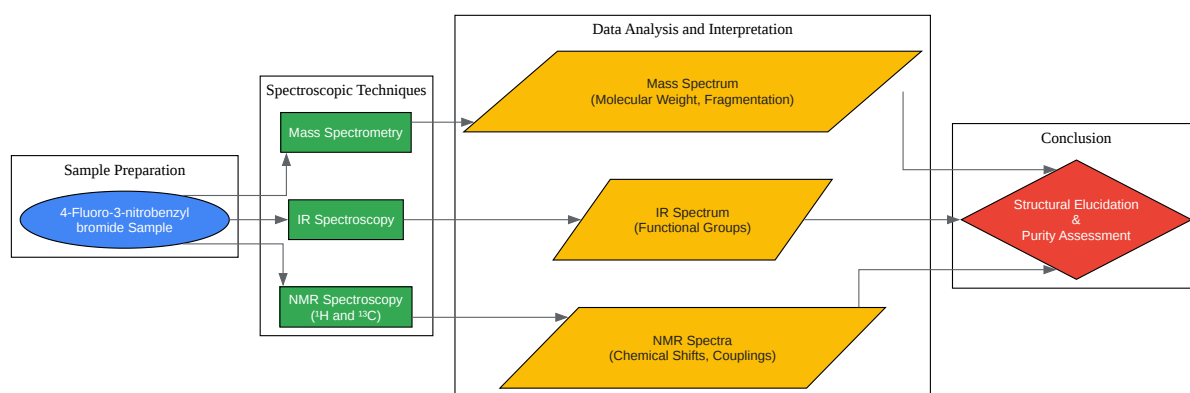 Sample Preparation
4-Fluoro-3-nitrobenzyl
bromide Sample
Spectroscopic Techniques
Mass Spectrometry
IR Spectroscopy
NMR Spectroscopy
(¹H and ¹³C)
Data Analysis and Interpretation
Mass Spectrum
(Molecular Weight, Fragmentation)
IR Spectrum
(Functional Groups)
NMR Spectra
(Chemical Shifts, Couplings)
Conclusion
Structural Elucidation
&
Purity Assessment